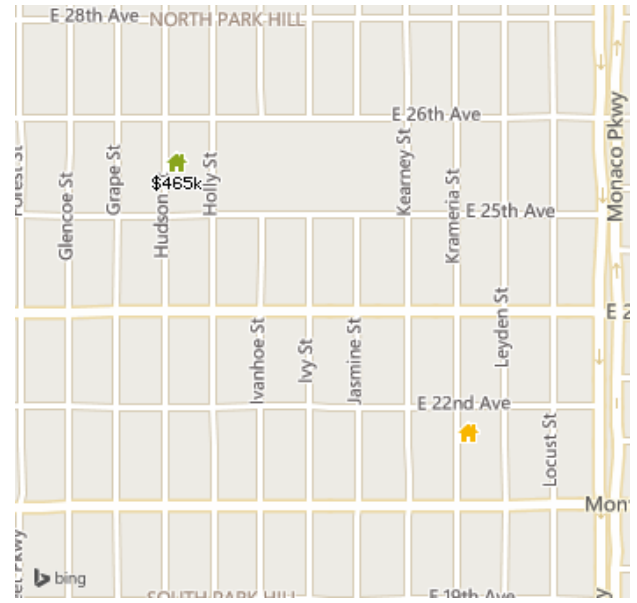 E 28th Ave
NORTH PARK HILL
E 26th Ave
Monaco Pkwy
Forest St
Glencoe St
Grape St
Hudson
Holly St
$465k
Kearney St
Krameria St
E 25th Ave
Leyden St
E 2
Ivanhoe St
Ivy St
Jasmine St
E 22nd Ave
Locust St
Mont
eet Pkwy
bing
SOUTH PARK HILL
E 19th Ave
y